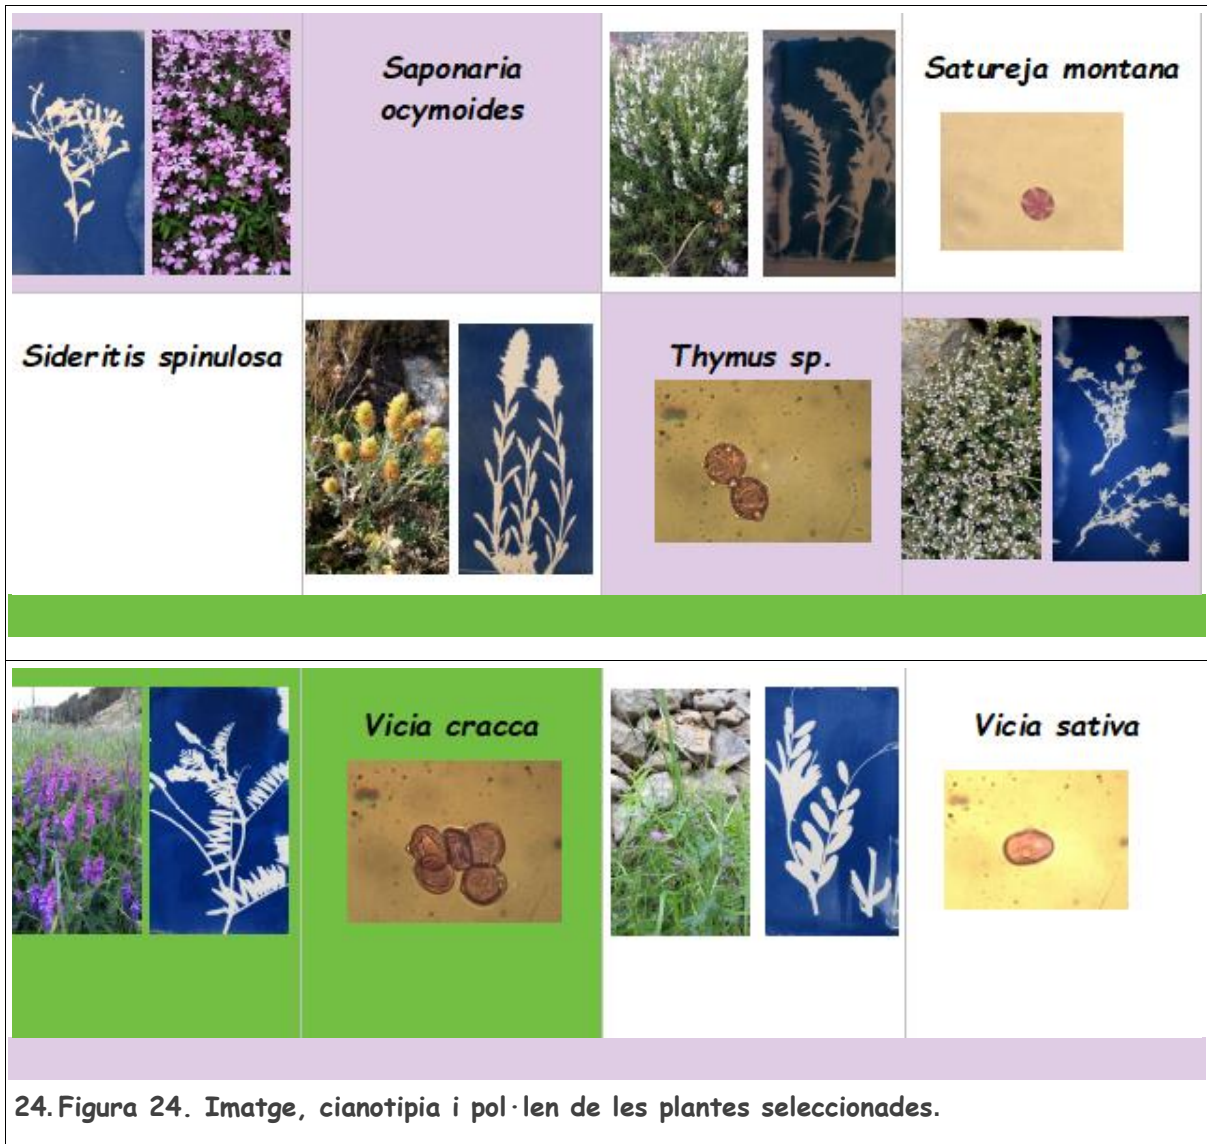 Saponaria
ocymoides
Satureja montana
Sideritis spinulosa
Thymus sp.
Vicia cracca
Vicia sativa
24. Figura 24. Imatge, cianotipia i pol·len de les plantes seleccionades.